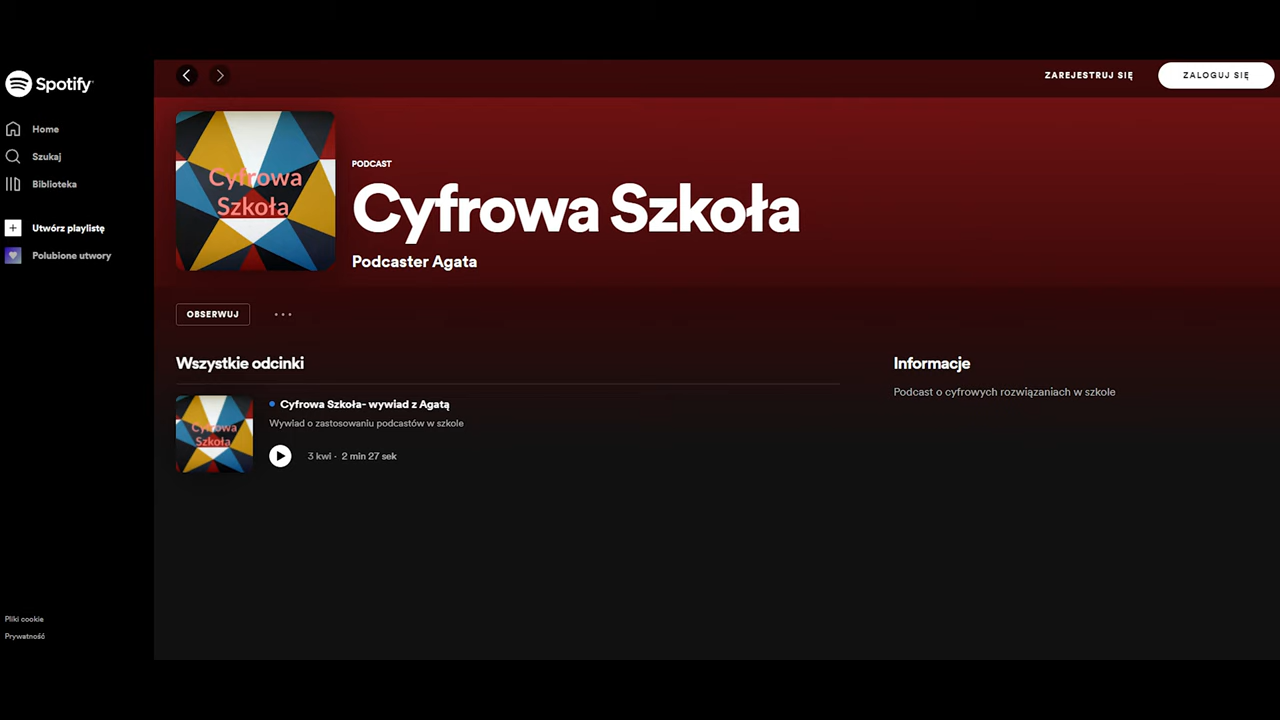 Spotify
Home
Szukaj
Biblioteka
Utwórz playlistę
Polubione utwory
Pliki cookie
Prywatność
ZAREJESTRUJ SIĘ
ZALOGUJ SIĘ
Cyfrowa
Szkoła
PODCAST
Cyfrowa Szkoła
Podcaster Agata
OBSERWUJ
Wszystkie odcinki
Cyfrowa
Szkoła
Cyfrowa Szkoła- wywiad z Agatą
Wywiad o zastosowaniu podcastów w szkole
3 kwi · 2 min 27 sek
Informacje
Podcast o cyfrowych rozwiązaniach w szkole